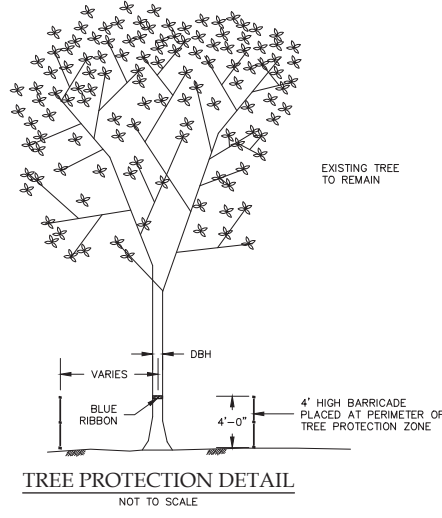 EXISTING TREE
TO REMAIN
DBH
VARIES
BLUE
RIBBON
4'-0"
4' HIGH BARRICADE
PLACED AT PERIMETER OF
TREE PROTECTION ZONE
TREE PROTECTION DETAIL
NOT TO SCALE